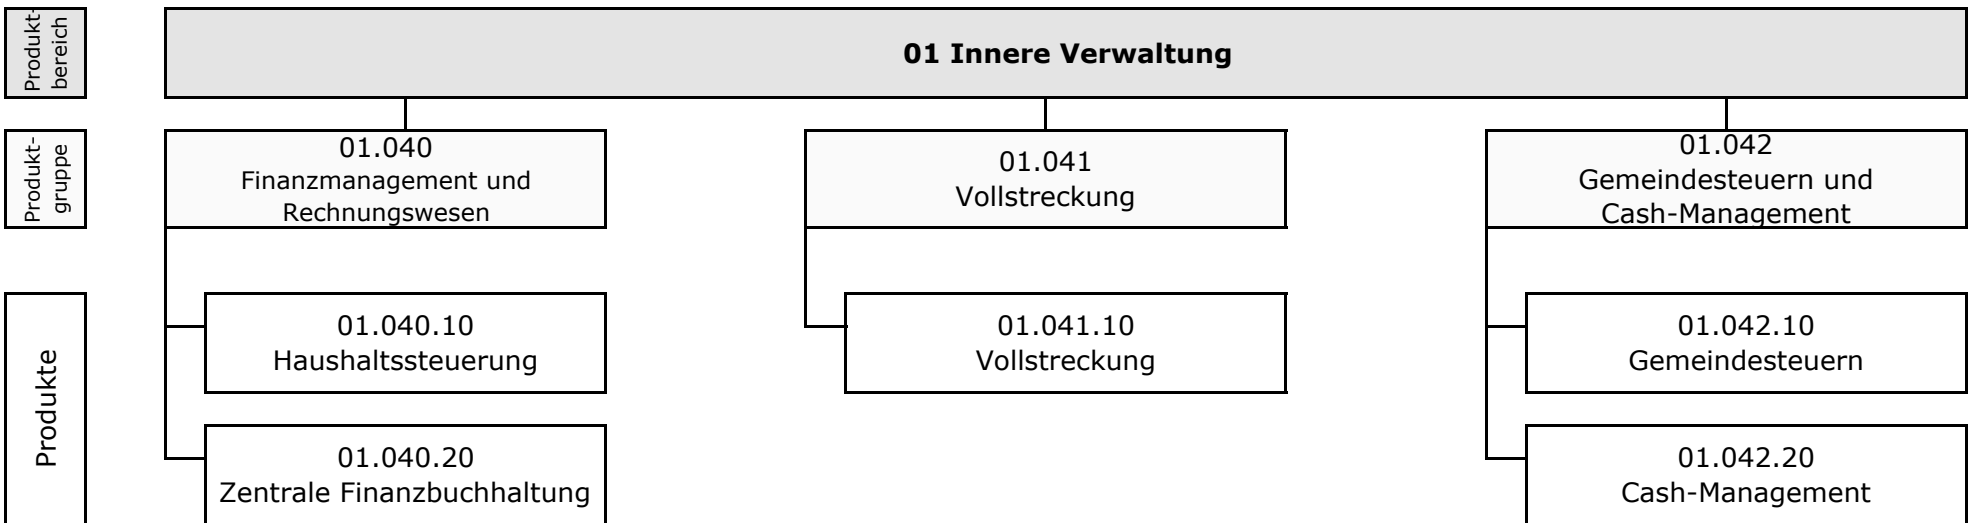 Produkt-
bereich
01 Innere Verwaltung
Produkt-
gruppe
01.040
Finanzmanagement und
Rechnungswesen
01.041
Vollstreckung
01.042
Gemeindesteuern und
Cash-Management
Produkte
01.040.10
Haushaltssteuerung
01.041.10
Vollstreckung
01.042.10
Gemeindesteuern
01.040.20
Zentrale Finanzbuchhaltung
01.042.20
Cash-Management